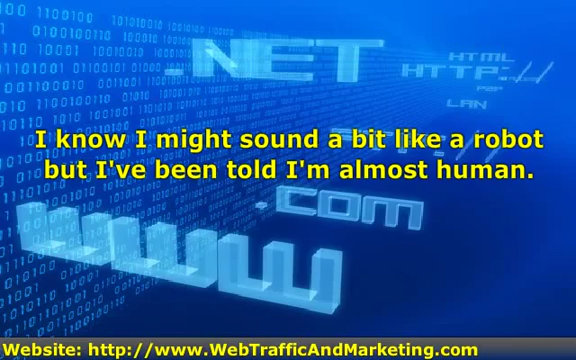 .NET
HTML
HTTP://
P2P
LAN
I know I might sound a bit like a robot
but I've been told I'm almost human.
.com
WWW
Website: http://www.WebTrafficAndMarketing.com